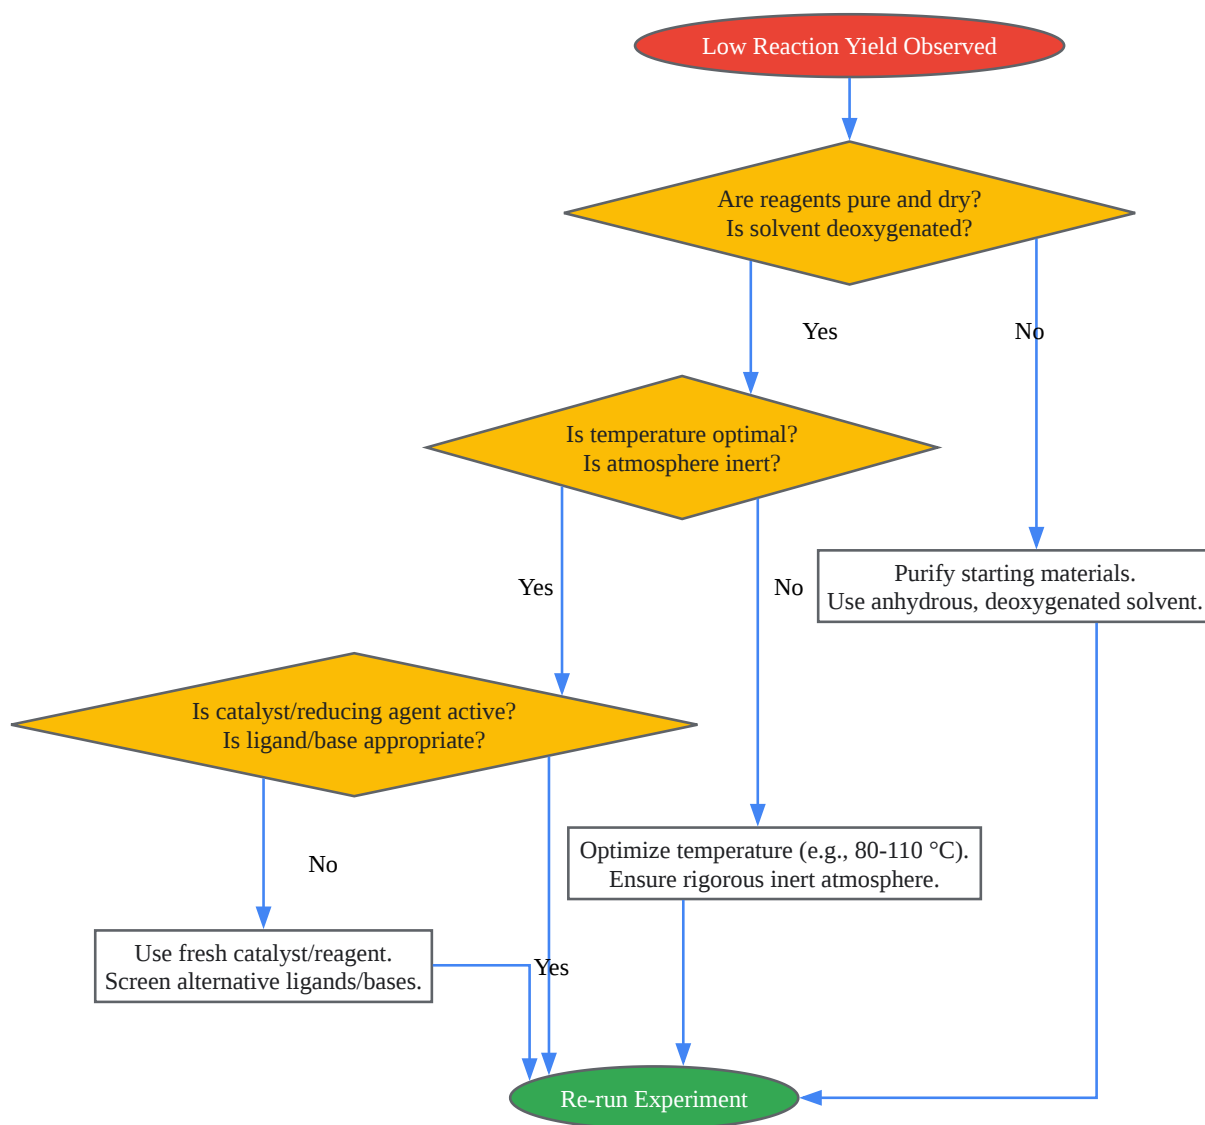 Low Reaction Yield Observed
Are reagents pure and dry?
Is solvent deoxygenated?
Yes
No
Is temperature optimal?
Is atmosphere inert?
Yes
No
Purify starting materials.
Use anhydrous, deoxygenated solvent.
Is catalyst/reducing agent active?
Is ligand/base appropriate?
No
Optimize temperature (e.g., 80-110 °C).
Ensure rigorous inert atmosphere.
Use fresh catalyst/reagent.
Screen alternative ligands/bases.
Yes
Re-run Experiment